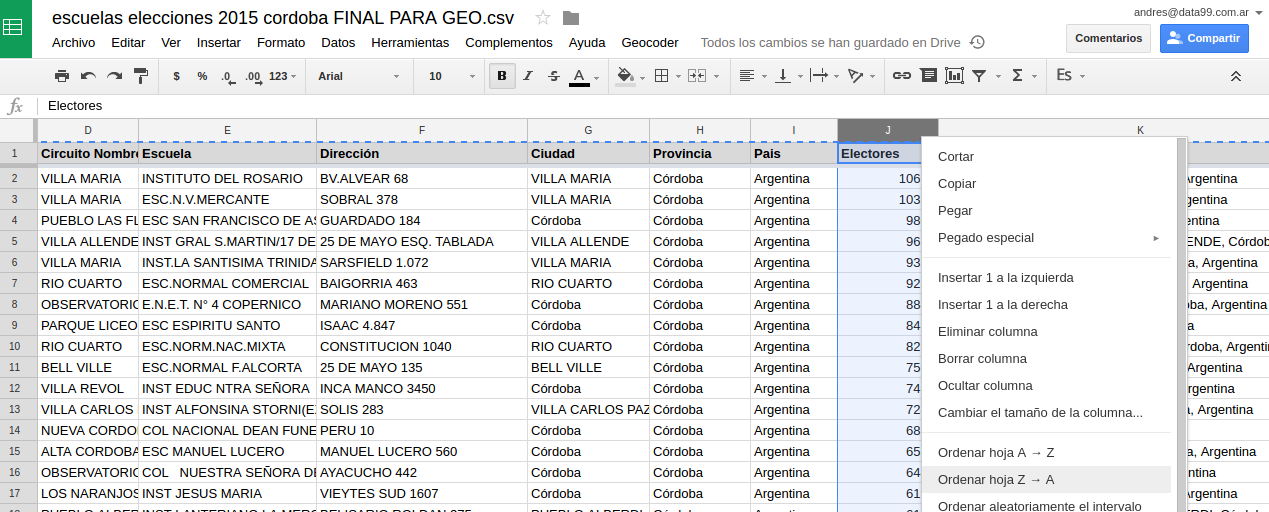 escuelas elecciones 2015 cordoba FINAL PARA GEO.csv
andres@data99.com.ar
Archivo Editar Ver Insertar Formato Datos Herramientas Complementos Ayuda Geocoder Todos los cambios se han guardado en Drive Comentarios Compartir
$ % .0 .00 123 Arial 10 B I S A Σ Es
fx Electores
D E F G H I J K
1 Circuito Nombre Escuela Dirección Ciudad Provincia Pais Electores
2 VILLA MARIA INSTITUTO DEL ROSARIO BV.ALVEAR 68 VILLA MARIA Córdoba Argentina 106 Argentina
3 VILLA MARIA ESC.N.V.MERCANTE SOBRAL 378 VILLA MARIA Córdoba Argentina 103 gentina
4 PUEBLO LAS FL ESC SAN FRANCISCO DE AS GUARDADO 184 Córdoba Córdoba Argentina 98 entina
5 VILLA ALLENDE INST GRAL S.MARTIN/17 DE 25 DE MAYO ESQ. TABLADA VILLA ALLENDE Córdoba Argentina 96 ENDE, Córdob
6 VILLA MARIA INST.LA SANTISIMA TRINIDA SARSFIELD 1.072 VILLA MARIA Córdoba Argentina 93 a, Argentina
7 RIO CUARTO ESC.NORMAL COMERCIAL BAIGORRIA 463 RIO CUARTO Córdoba Argentina 92 , Argentina
8 OBSERVATORIO E.N.E.T. N° 4 COPERNICO MARIANO MORENO 551 Córdoba Córdoba Argentina 88 oba, Argentina
9 PARQUE LICEO ESC ESPIRITU SANTO ISAAC 4.847 Córdoba Córdoba Argentina 84 a
10 RIO CUARTO ESC.NORM.NAC.MIXTA CONSTITUCION 1040 RIO CUARTO Córdoba Argentina 82 rdoba, Argenti
11 BELL VILLE ESC.NORMAL F.ALCORTA 25 DE MAYO 135 BELL VILLE Córdoba Argentina 75 Argentina
12 VILLA REVOL INST EDUC NTRA SEÑORA INCA MANCO 3450 Córdoba Córdoba Argentina 74 rgentina
13 VILLA CARLOS INST ALFONSINA STORNI(E SOLIS 283 VILLA CARLOS PAZ Córdoba Argentina 72 a, Argentina
14 NUEVA CORDO COL NACIONAL DEAN FUNE PERU 10 Córdoba Córdoba Argentina 68
15 ALTA CORDOBA ESC MANUEL LUCERO MANUEL LUCERO 560 Córdoba Córdoba Argentina 65 a, Argentina
16 OBSERVATORIO COL NUESTRA SEÑORA DE AYACUCHO 442 Córdoba Córdoba Argentina 64 ntina
17 LOS NARANJOS INST JESUS MARIA VIEYTES SUD 1607 Córdoba Córdoba Argentina 61 Argentina
Cortar
Copiar
Pegar
Pegado especial
Insertar 1 a la izquierda
Insertar 1 a la derecha
Eliminar columna
Borrar columna
Ocultar columna
Cambiar el tamaño de la columna...
Ordenar hoja A → Z
Ordenar hoja Z → A
Ordenar aleatoriamente el intervalo